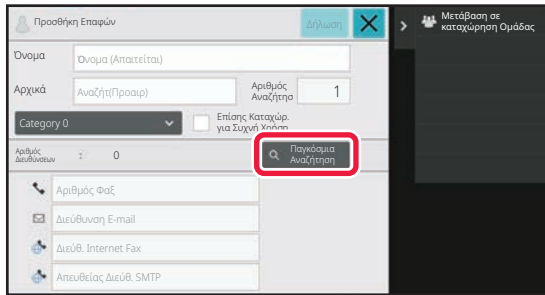 Προσθήκη Επαφών
Δήλωση
Μετάβαση σε
καταχώρηση Ομάδας
Όνομα
Όνομα (Απαιτείται)
Αρχικά
Αναζήτ(Προαιρ)
Αριθμός
Αναζήτησ
1
Category 0
Επίσης Καταχώρ.
για Συχνή Χρήση
Αριθμός
Διευθύνσεων
:
0
Παγκόσμια
Αναζήτηση
Αριθμός Φαξ
Διεύθυνση E-mail
Διεύθ. Internet Fax
Απευθείας Διεύθ. SMTP